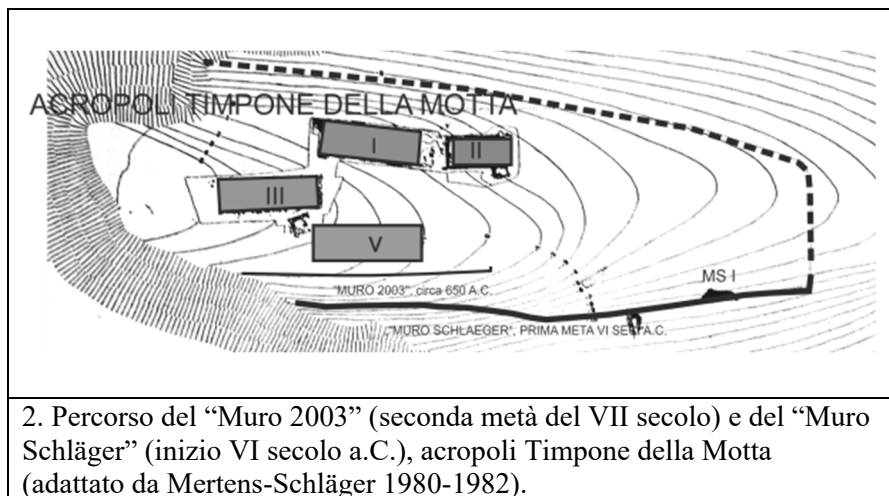 ACROPOLI TIMPONE DELLA MOTTA
I
II
III
V
MS I
"MURO 2003", circa 650 A.C.
"MURO SCHLAEGER", PRIMA META VI SEC. A.C.
2. Percorso del “Muro 2003” (seconda metà del VII secolo) e del “Muro
Schläger” (inizio VI secolo a.C.), acropoli Timpone della Motta
(adattato da Mertens-Schläger 1980-1982).